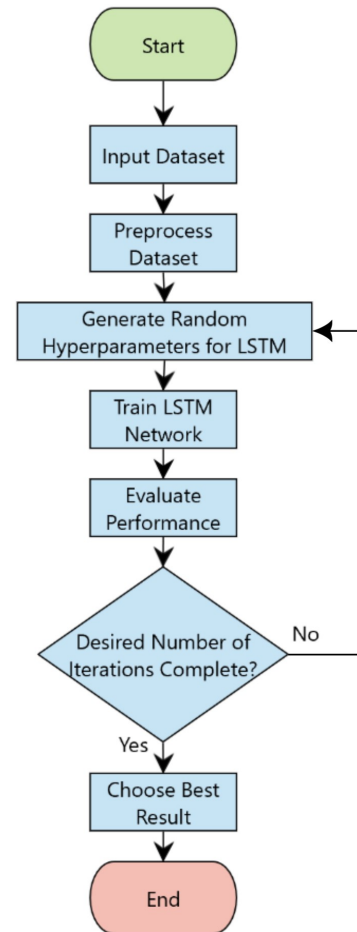 Start
Input Dataset
Preprocess
Dataset
Generate Random
Hyperparameters for LSTM
Train LSTM
Network
Evaluate
Performance
Desired Number of
Iterations Complete?
No
Yes
Choose Best
Result
End